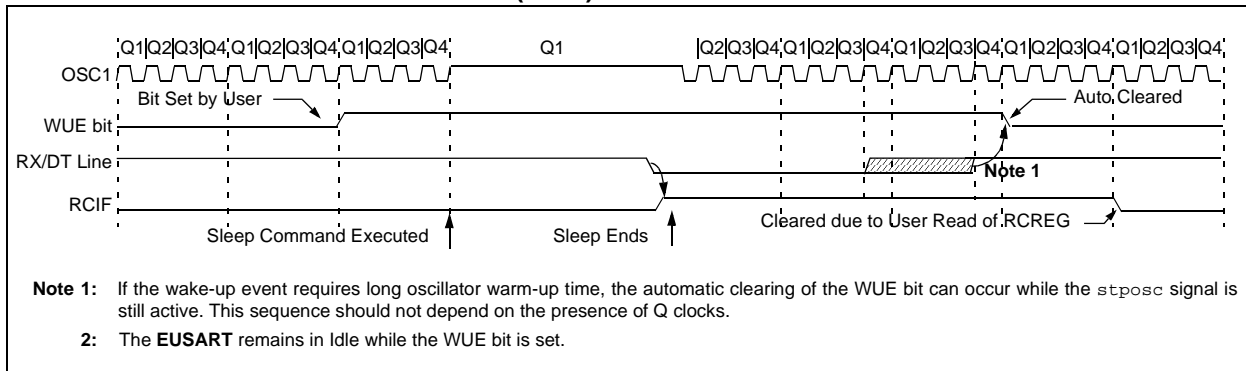 Q1|Q2|Q3|Q4 Q1|Q2|Q3|Q4 Q1|Q2|Q3|Q4 Q1 |Q2|Q3|Q4 Q1|Q2|Q3|Q4 Q1|Q2|Q3|Q4 Q1|Q2|Q3|Q4 Q1|Q2|Q3|Q4
OSC1
Bit Set by User Auto Cleared
WUE bit
RX/DT Line
Note 1
RCIF
Cleared due to User Read of RCREG
Sleep Command Executed Sleep Ends
Note 1: If the wake-up event requires long oscillator warm-up time, the automatic clearing of the WUE bit can occur while the stposc signal is
still active. This sequence should not depend on the presence of Q clocks.
2: The EUSART remains in Idle while the WUE bit is set.